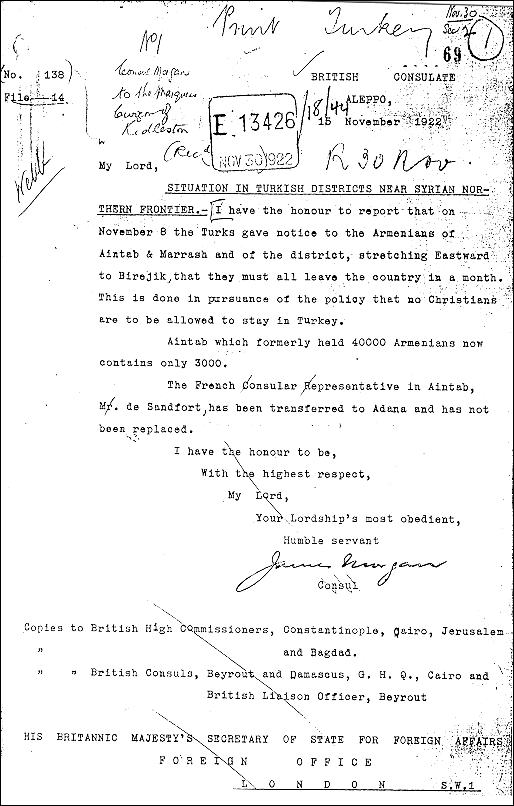 Nov. 30
Print Turkey
Sec 2
No 1
69
1
No. 138)
BRITISH CONSULATE
Consul Morgan
File 14
to the Marquess
ALEPPO,
Curzon of
18/44
15 November 1922
Kedleston
E 13426
NOV 30 1922
(Recd
R 30 Nov.
My Lord,
Webb
SITUATION IN TURKISH DISTRICTS NEAR SYRIAN NOR-
THERN FRONTIER.- I have the honour to report that on
November 8 the Turks gave notice to the Armenians of
Aintab & Marrash and of the district, stretching Eastward
to Birejik, that they must all leave the country in a month.
This is done in pursuance of the policy that no Christians
are to be allowed to stay in Turkey.
Aintab which formerly held 40000 Armenians now
contains only 3000.
The French Consular Representative in Aintab,
Mr. de Sandfort, has been transferred to Adana and has not
been replaced.
I have the honour to be,
With the highest respect,
My Lord,
Your Lordship's most obedient,
Humble servant
James Morgan
Consul
Copies to British High Commissioners, Constantinople, Cairo, Jerusalem
" and Bagdad.
" " British Consuls, Beyrout and Damascus, G. H. Q., Cairo and
British Liaison Officer, Beyrout
HIS BRITANNIC MAJESTY'S SECRETARY OF STATE FOR FOREIGN AFFAIRS
FOREIGN OFFICE
LONDON S.W.1